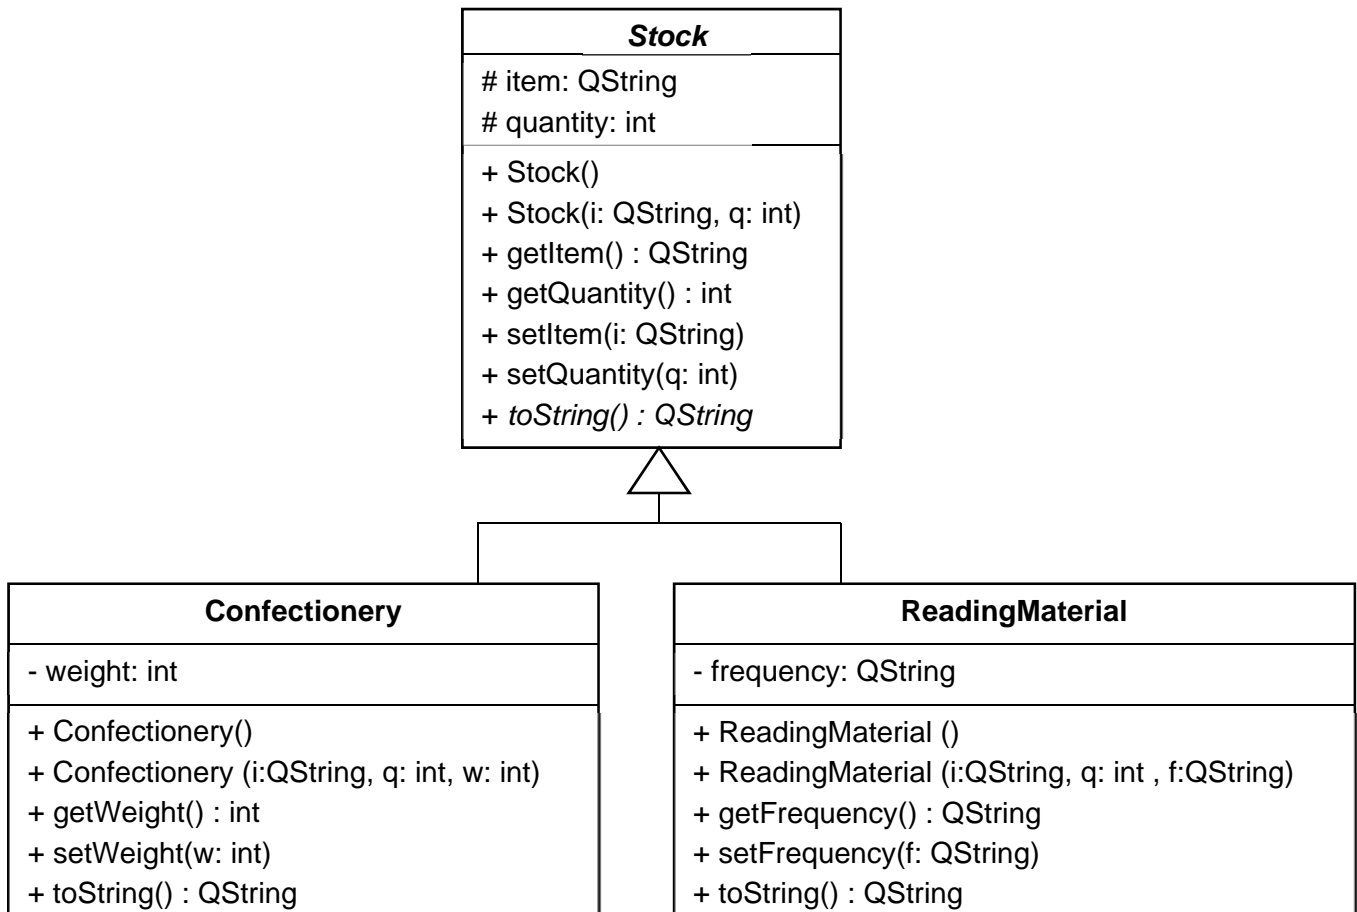 Stock
# item: QString
# quantity: int
+ Stock()
+ Stock(i: QString, q: int)
+ getItem() : QString
+ getQuantity() : int
+ setItem(i: QString)
+ setQuantity(q: int)
+ toString() : QString
Confectionery
- weight: int
+ Confectionery()
+ Confectionery (i:QString, q: int, w: int)
+ getWeight() : int
+ setWeight(w: int)
+ toString() : QString
ReadingMaterial
- frequency: QString
+ ReadingMaterial ()
+ ReadingMaterial (i:QString, q: int , f:QString)
+ getFrequency() : QString
+ setFrequency(f: QString)
+ toString() : QString